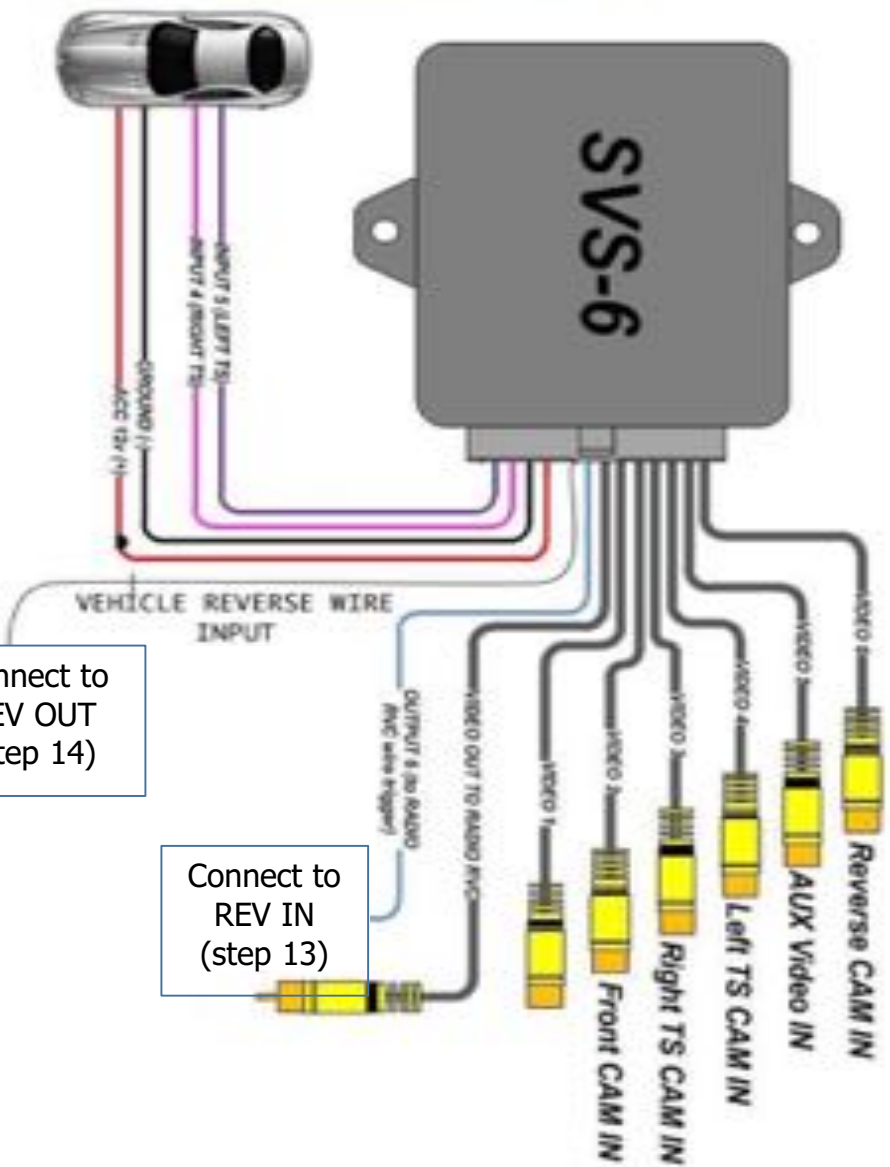 SVS-6
INPUT 5 (LEFT TS)
INPUT 4 (RIGHT TS)
GROUND (-)
ACC 12v (+)
VEHICLE REVERSE WIRE
INPUT
nnect to
EV OUT
tep 14)
OUTPUT 6 (to RADIO
RVC wire trigger)
Connect to
REV IN
(step 13)
VIDEO OUT TO RADIO RVC
VIDEO 1
VIDEO 2
Front CAM IN
VIDEO 3
Right TS CAM IN
VIDEO 4
Left TS CAM IN
VIDEO 5
AUX Video IN
Reverse CAM IN